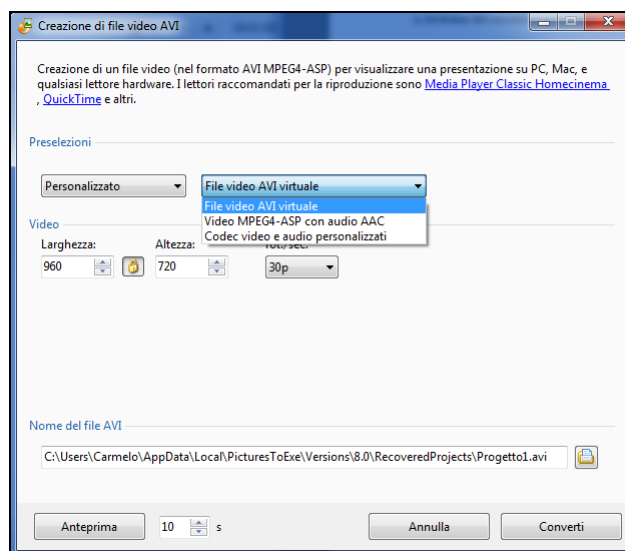 Creazione di file video AVI
Creazione di un file video (nel formato AVI MPEG4-ASP) per visualizzare una presentazione su PC, Mac, e
qualsiasi lettore hardware. I lettori raccomandati per la riproduzione sono Media Player Classic Homecinema
, QuickTime e altri.
Preselezioni
Personalizzato File video AVI virtuale
File video AVI virtuale
Video MPEG4-ASP con audio AAC
Codec video e audio personalizzati
Video
Larghezza: Altezza:
960 720 30p
Nome del file AVI
C:\Users\Carmelo\AppData\Local\PicturesToExe\Versions\8.0\RecoveredProjects\Progetto1.avi
Anteprima 10 s Annulla Converti